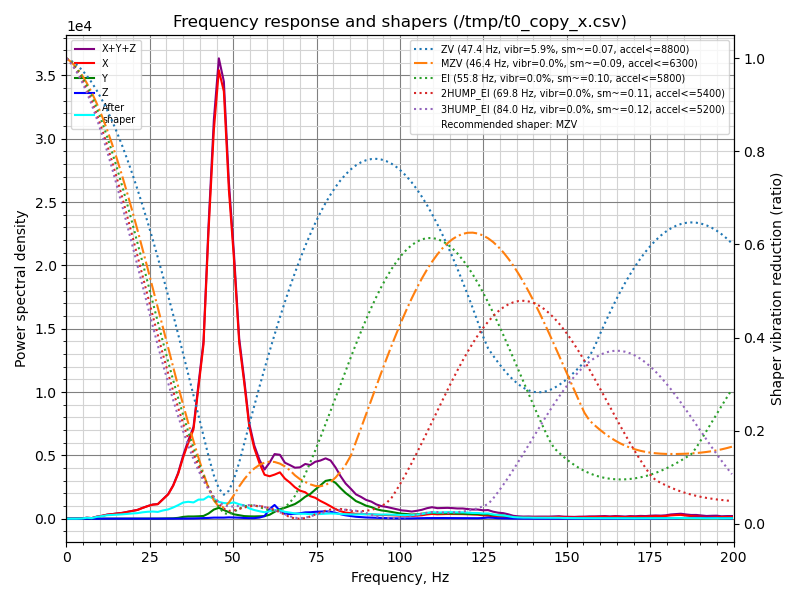 Frequency response and shapers (/tmp/t0_copy_x.csv)
1e4
X+Y+Z
X
Y
Z
After
shaper
ZV (47.4 Hz, vibr=5.9%, sm~=0.07, accel<=8800)
MZV (46.4 Hz, vibr=0.0%, sm~=0.09, accel<=6300)
EI (55.8 Hz, vibr=0.0%, sm~=0.10, accel<=5800)
2HUMP_EI (69.8 Hz, vibr=0.0%, sm~=0.11, accel<=5400)
3HUMP_EI (84.0 Hz, vibr=0.0%, sm~=0.12, accel<=5200)
Recommended shaper: MZV
Power spectral density
3.5
3.0
2.5
2.0
1.5
1.0
0.5
0.0
1.0
0.8
0.6
0.4
0.2
0.0
Shaper vibration reduction (ratio)
0 25 50 75 100 125 150 175 200
Frequency, Hz